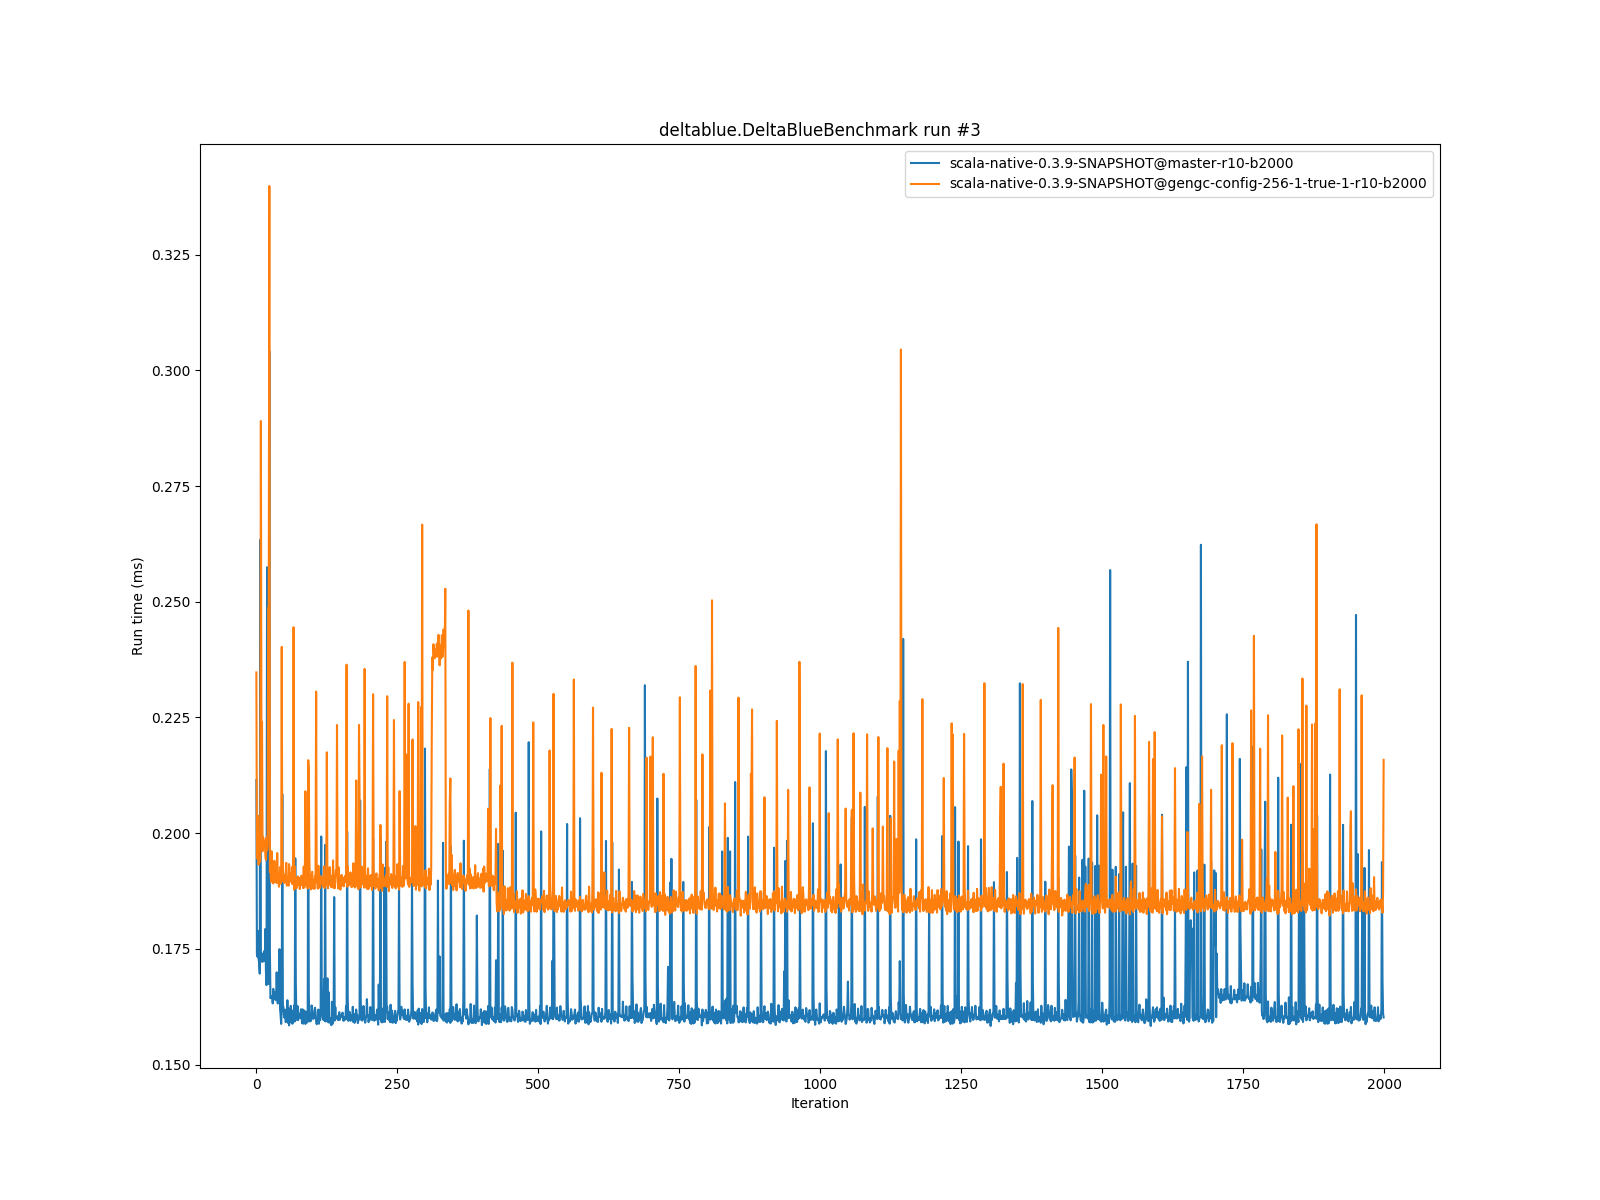 deltablue.DeltaBlueBenchmark run #3
scala-native-0.3.9-SNAPSHOT@master-r10-b2000
scala-native-0.3.9-SNAPSHOT@gengc-config-256-1-true-1-r10-b2000
Run time (ms)
0.325
0.300
0.275
0.250
0.225
0.200
0.175
0.150
0 250 500 750 1000 1250 1500 1750 2000
Iteration